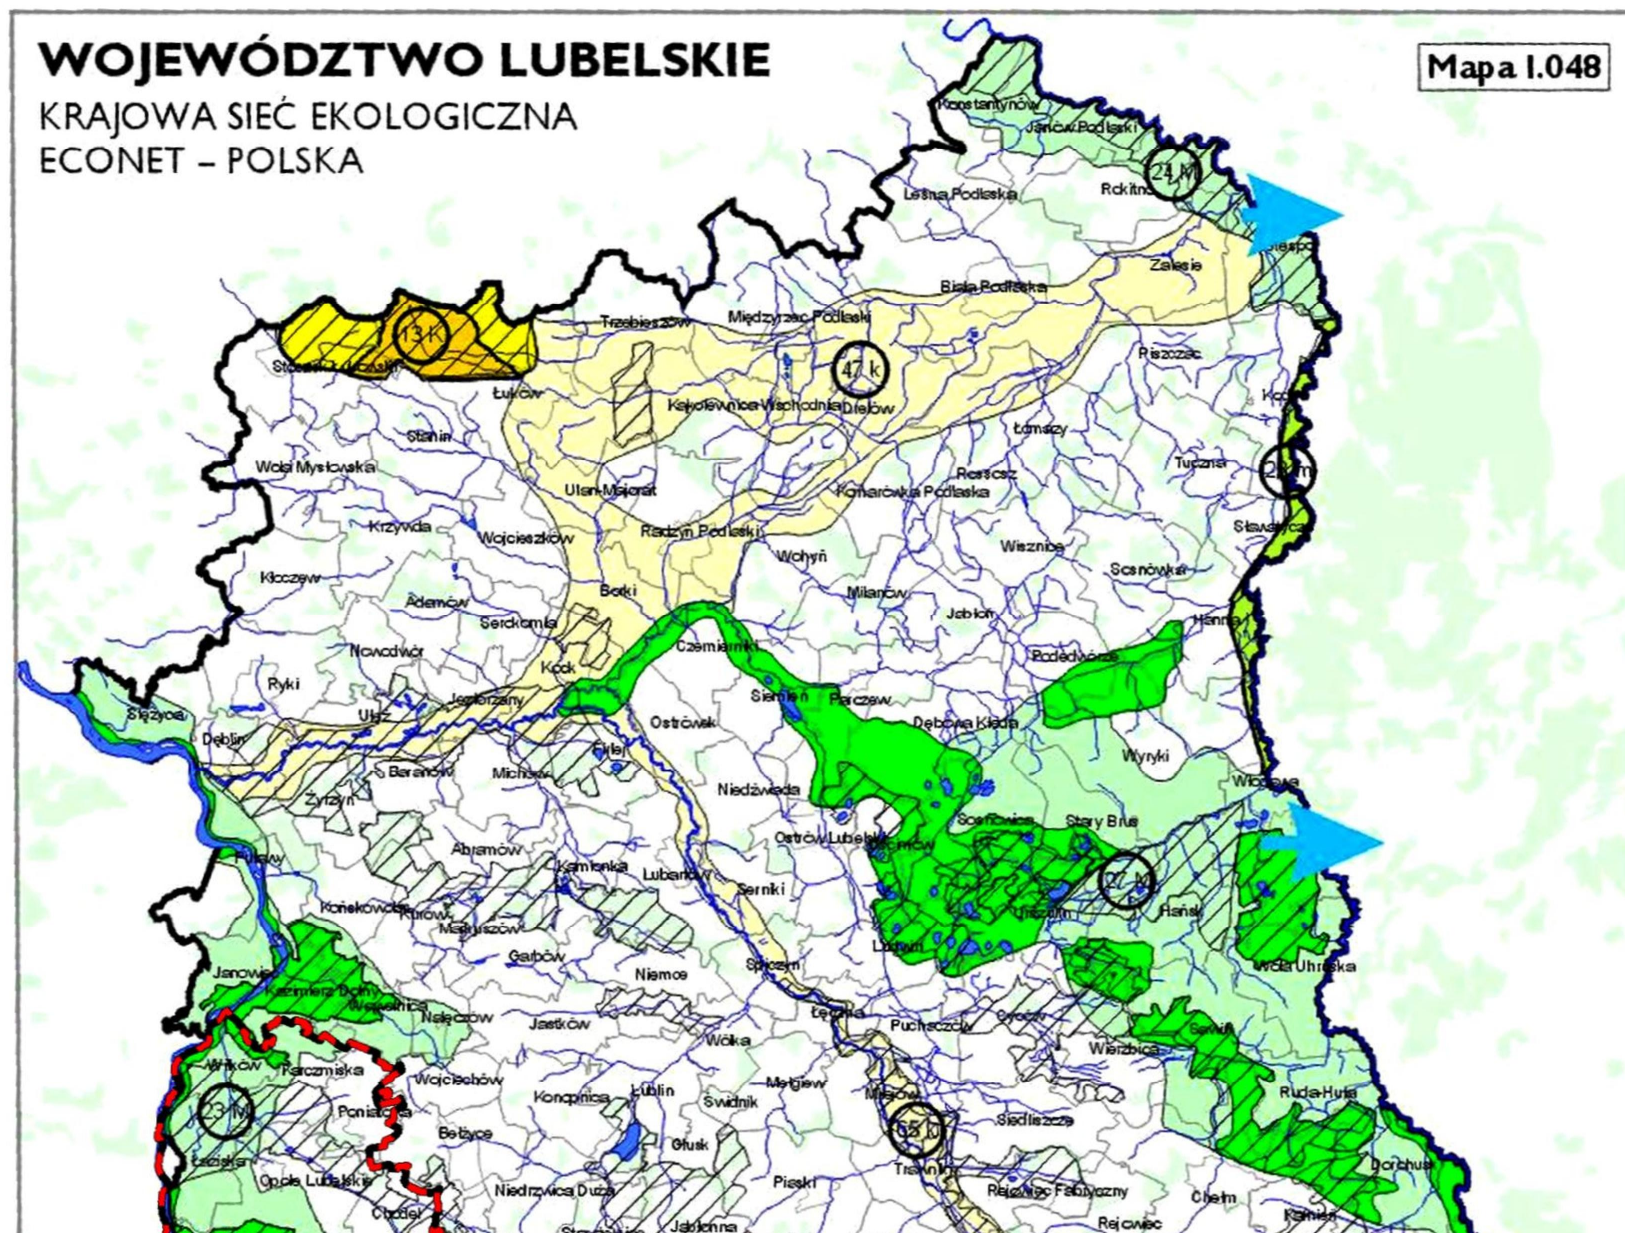 WOJEWÓDZTWO LUBELSKIE
KRAJOWA SIEĆ EKOLOGICZNA
ECONET – POLSKA
Mapa I.048
Konstantynów
Janów Podlaski
24 M
Rokitno
Leśna Podlaska
Zalesie
Biała Podlaska
Międzyrzec Podlaski
Trzebieszów
13 k
47 k
Piszczac
Łuków
Kąkolewnica Wschodnia
Drelów
Łomazy
Stanin
Wola Mysłowska
Tuczna
Rossosz
Ulan-Majorat
Komarówka Podlaska
Krzywda
Wojcieszków
Radzyń Podlaski
Wisznice
Wohyń
Kłoczew
Sosnówka
Borki
Milanów
Adamów
Jabłoń
Serokomla
Hanna
Nowodwór
Czemierniki
Podedwórze
Kock
Ryki
Jeziorzany
Siemień
Parczew
Stężyca
Ułęż
Ostrówek
Dębowa Kłoda
Dęblin
Firlej
Wyryki
Baranów
Michów
Włodawa
Niedźwiada
Żyrzyn
Sosnowica
Stary Brus
Ostrów Lubelski
Abramów
Puławy
Kamionka
Lubartów
27 M
Serniki
Końskowola
Kurów
Urszulin
Hańsk
Markuszów
Ludwin
Garbów
Spiczyn
Wola Uhruska
Janowiec
Niemce
Kazimierz Dolny
Wąwolnica
Nałęczów
Jastków
Łęczna
Puchaczów
Cyców
Sawin
Wólka
Wierzbica
Wilków
Karczmiska
Wojciechów
Mełgiew
Lublin
Konopnica
Milejów
Ruda-Huta
23 M
Świdnik
Poniatowa
Siedliszcze
Bełżyce
65 k
Głusk
Łaziska
Dorohusk
Trawniki
Opole Lubelskie
Niedrzwica Duża
Piaski
Rejowiec Fabryczny
Chełm
Chodel
Jabłonna
Rejowiec
Kamień